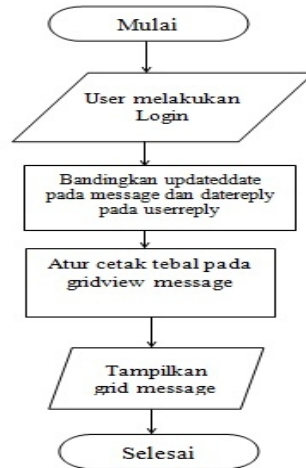 Mulai
User melakukan
Login
Bandingkan updateddate
pada message dan datereply
pada userreply
Atur cetak tebal pada
gridview message
Tampilkan
grid message
Selesai